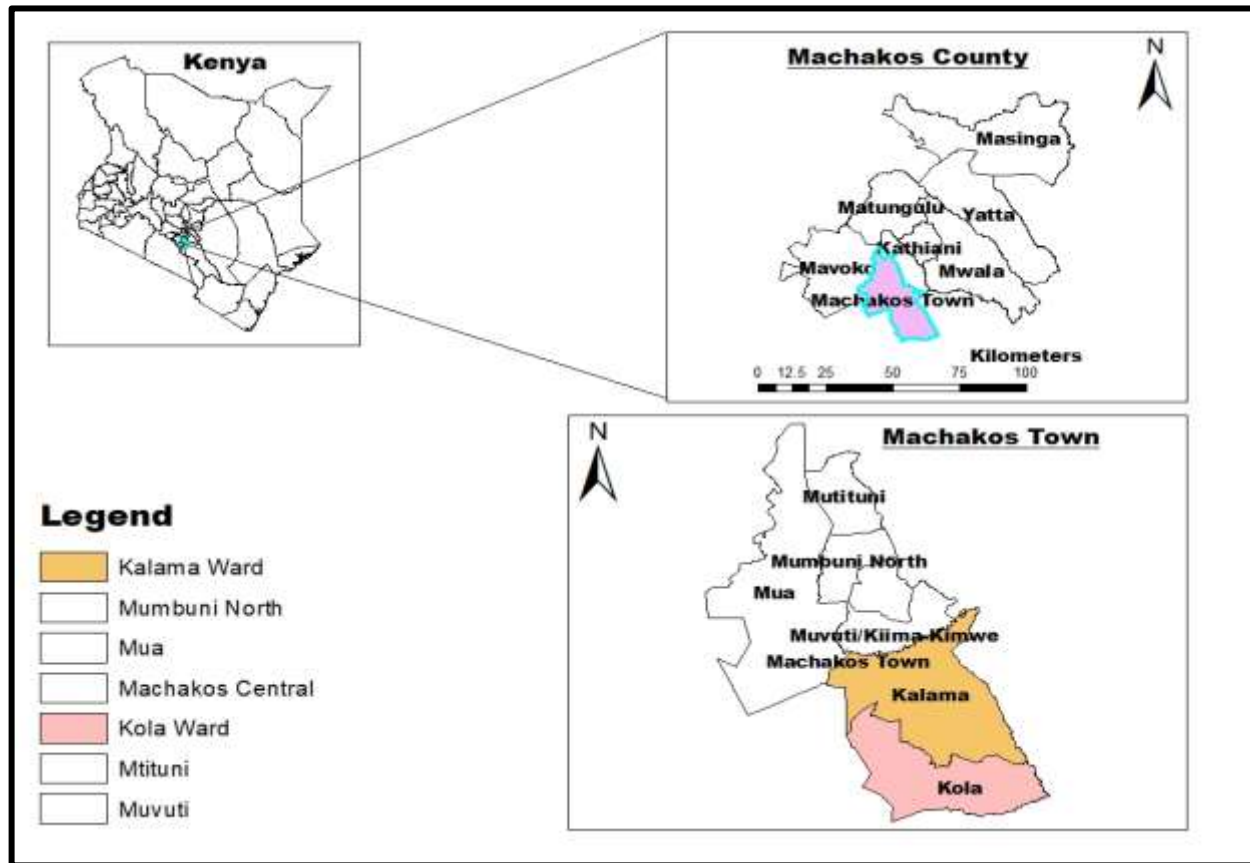 Kenya
Machakos County
N
Masinga
Matungulu
Yatta
Kathiani
Mavoko
Mwala
Machakos Town
Kilometers
0 12.5 25 50 75 100
N
Machakos Town
Mutituni
Mumbuni North
Mua
Muvuti/Kiima-Kimwe
Machakos Town
Kalama
Kola
Legend
Kalama Ward
Mumbuni North
Mua
Machakos Central
Kola Ward
Mtituni
Muvuti